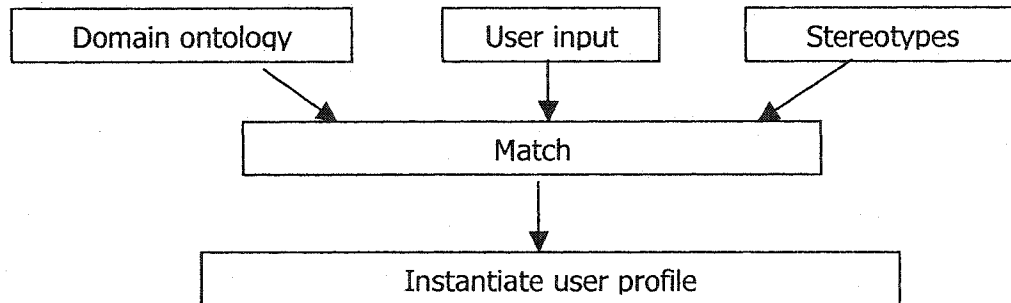 Domain ontology
User input
Stereotypes
Match
Instantiate user profile